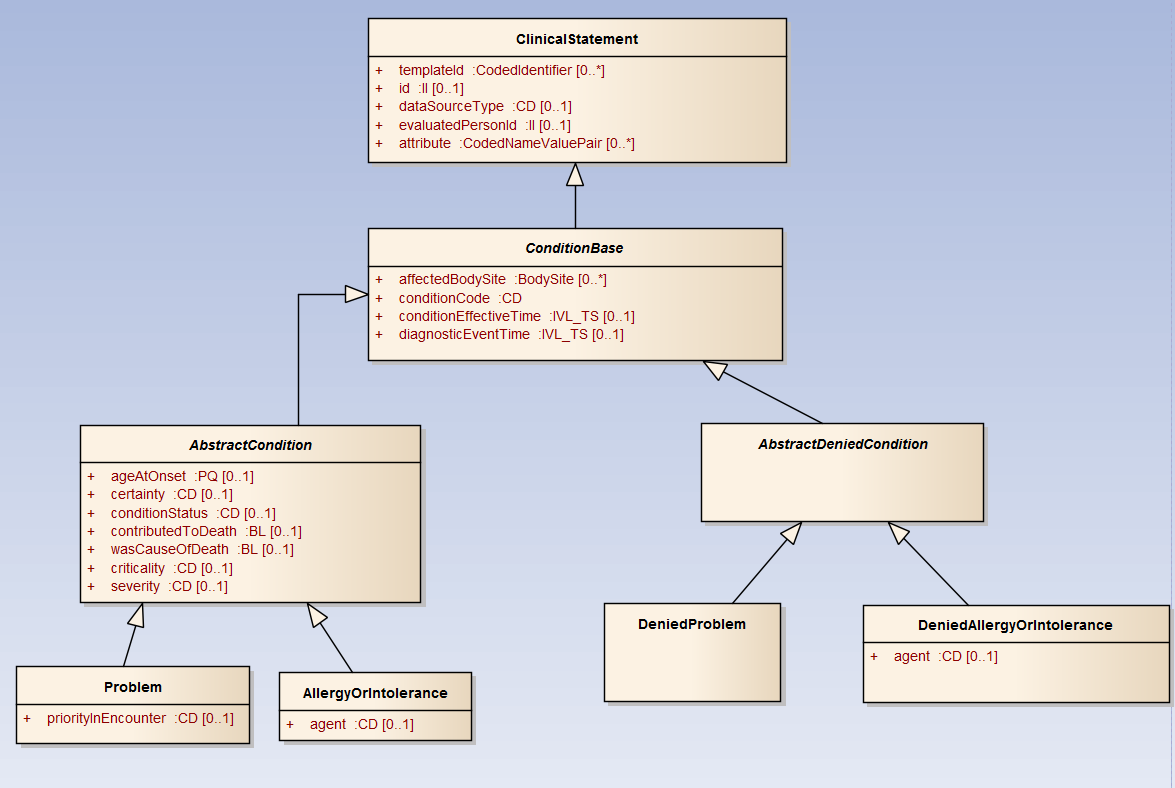 ClinicalStatement
+ templateId :CodedIdentifier [0..*]
+ id :II [0..1]
+ dataSourceType :CD [0..1]
+ evaluatedPersonId :II [0..1]
+ attribute :CodedNameValuePair [0..*]
ConditionBase
+ affectedBodySite :BodySite [0..*]
+ conditionCode :CD
+ conditionEffectiveTime :IVL_TS [0..1]
+ diagnosticEventTime :IVL_TS [0..1]
AbstractCondition
+ ageAtOnset :PQ [0..1]
+ certainty :CD [0..1]
+ conditionStatus :CD [0..1]
+ contributedToDeath :BL [0..1]
+ wasCauseOfDeath :BL [0..1]
+ criticality :CD [0..1]
+ severity :CD [0..1]
AbstractDeniedCondition
Problem
+ priorityInEncounter :CD [0..1]
AllergyOrIntolerance
+ agent :CD [0..1]
DeniedProblem
DeniedAllergyOrIntolerance
+ agent :CD [0..1]